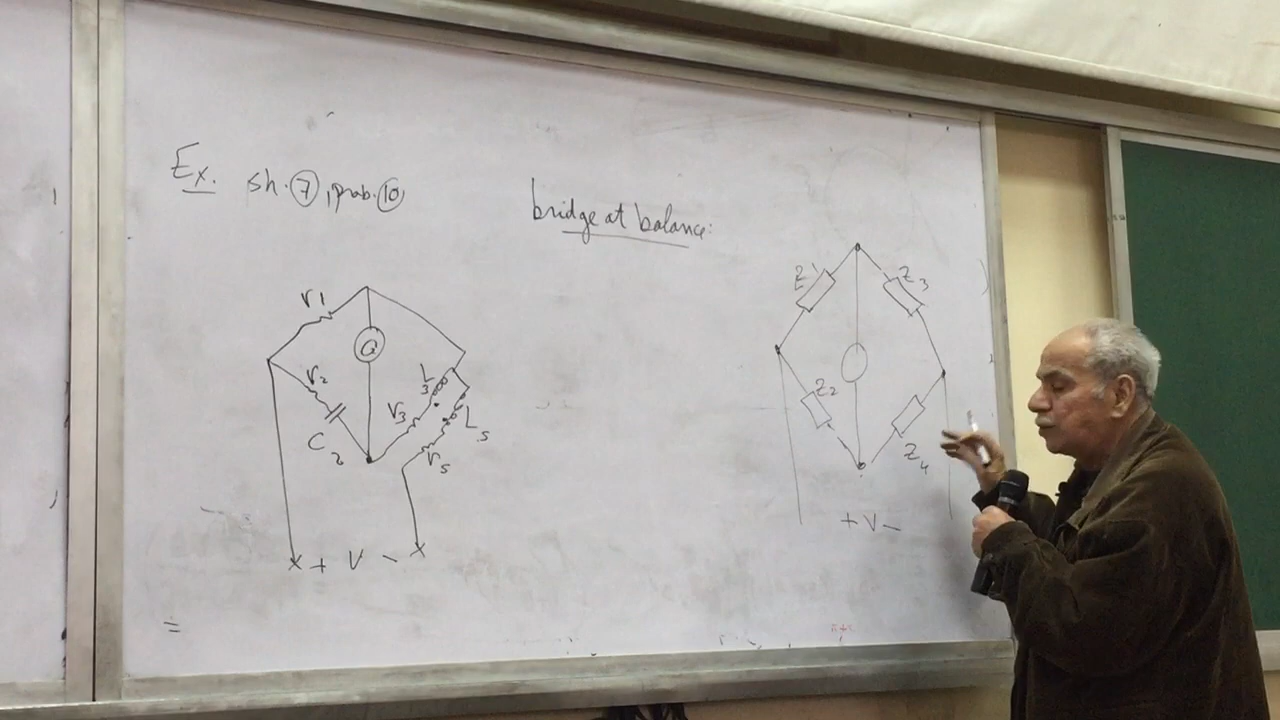 Ex. sh. 7, prob. 10
bridge at balance:
r1
G
r2
C2
r3
L3
Ls
rs
+ V -
Z1
Z3
Z2
Z4
+ V -